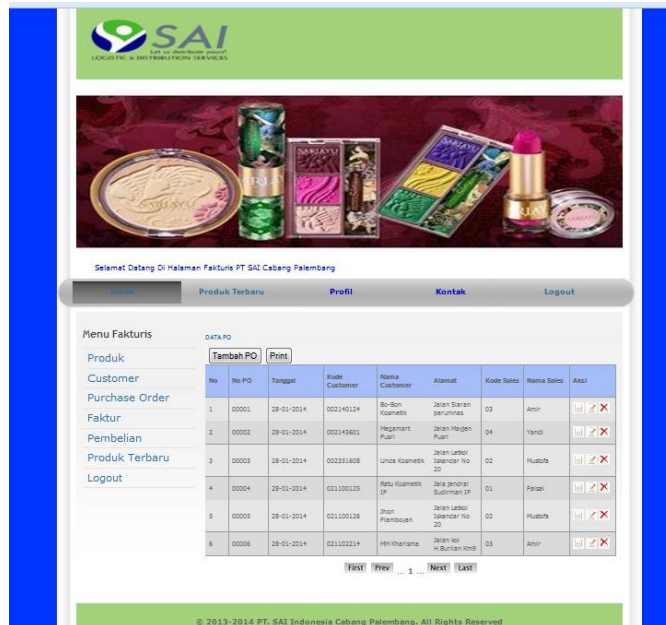 SAI
Let us distribute yours!
LOGISTIC & DISTRIBUTION SERVICES
SARIAYU
SARIAYU
Selamat Datang Di Halaman Fakturis PT SAI Cabang Palembang
Home Produk Terbaru Profil Kontak Logout
Menu Fakturis
Produk
Customer
Purchase Order
Faktur
Pembelian
Produk Terbaru
Logout
DATA PO
Tambah PO Print
No No PO Tanggal Kode Customer Nama Customer Alamat Kode Sales Nama Sales Aksi
1 00001 28-01-2014 002140124 Bo-Bon Kosmetik Jalan Siaran perumnas 03 Amir
2 00002 28-01-2014 002143601 Megamart Pusri Jalan Mayjen Pusri 04 Yandi
3 00003 28-01-2014 002351608 Linda Kosmetik Jalan Letkol Iskandar No 20 02 Mustofa
4 00004 28-01-2014 021100125 Ratu Kosmetik IP Jala jendral Sudirman IP 01 Faisal
5 00005 28-01-2014 021100126 Jhon Framboyan Jalan Letkol Iskandar No 20 02 Mustofa
6 00006 28-01-2014 021102214 MM Kharisma Jalan kol H.Burlian Km9 03 Amir
First Prev ... 1 ... Next Last
© 2013-2014 PT. SAI Indonesia Cabang Palembang. All Rights Reserved